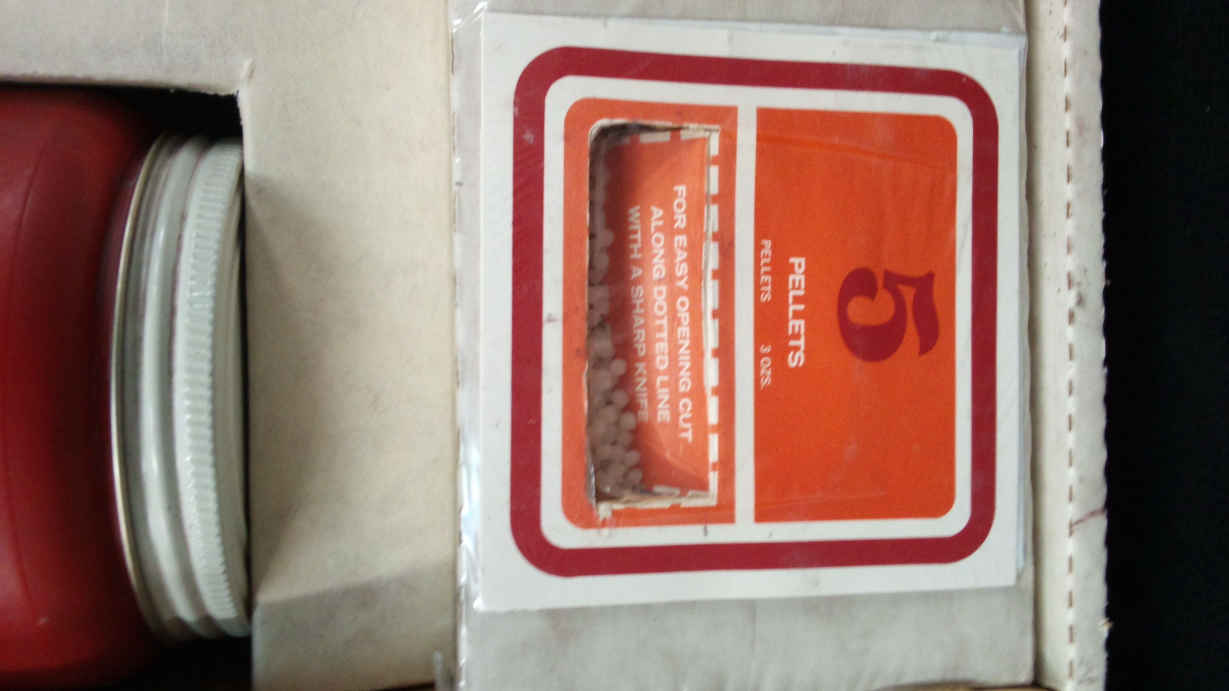 5
PELLETS
PELLETS 3 OZS.
FOR EASY OPENING CUT
ALONG DOTTED LINE
WITH A SHARP KNIFE